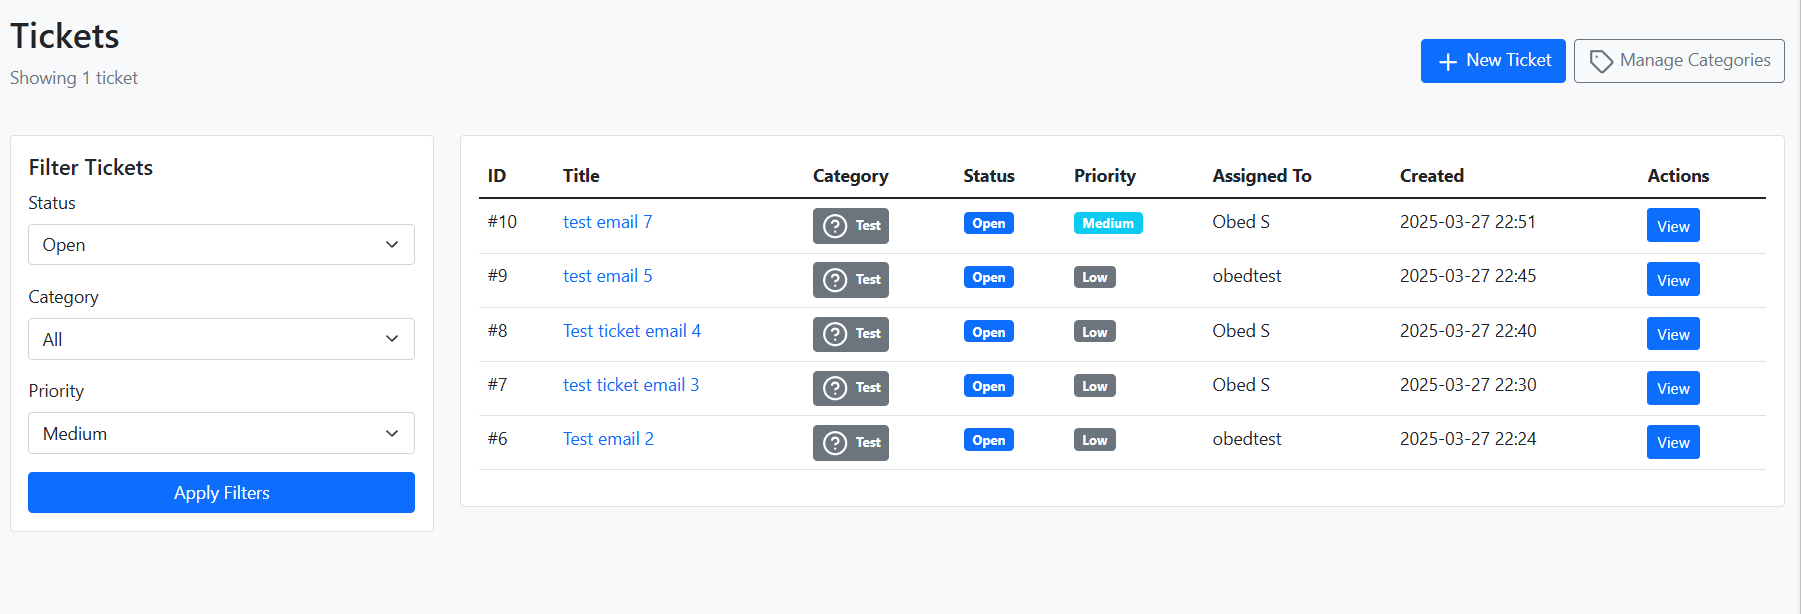 Tickets
Showing 1 ticket
New Ticket
Manage Categories
Filter Tickets
Status
Open
Category
All
Priority
Medium
Apply Filters
ID Title Category Status Priority Assigned To Created Actions
#10 test email 7 Test Open Medium Obed S 2025-03-27 22:51 View
#9 test email 5 Test Open Low obedtest 2025-03-27 22:45 View
#8 Test ticket email 4 Test Open Low Obed S 2025-03-27 22:40 View
#7 test ticket email 3 Test Open Low Obed S 2025-03-27 22:30 View
#6 Test email 2 Test Open Low obedtest 2025-03-27 22:24 View